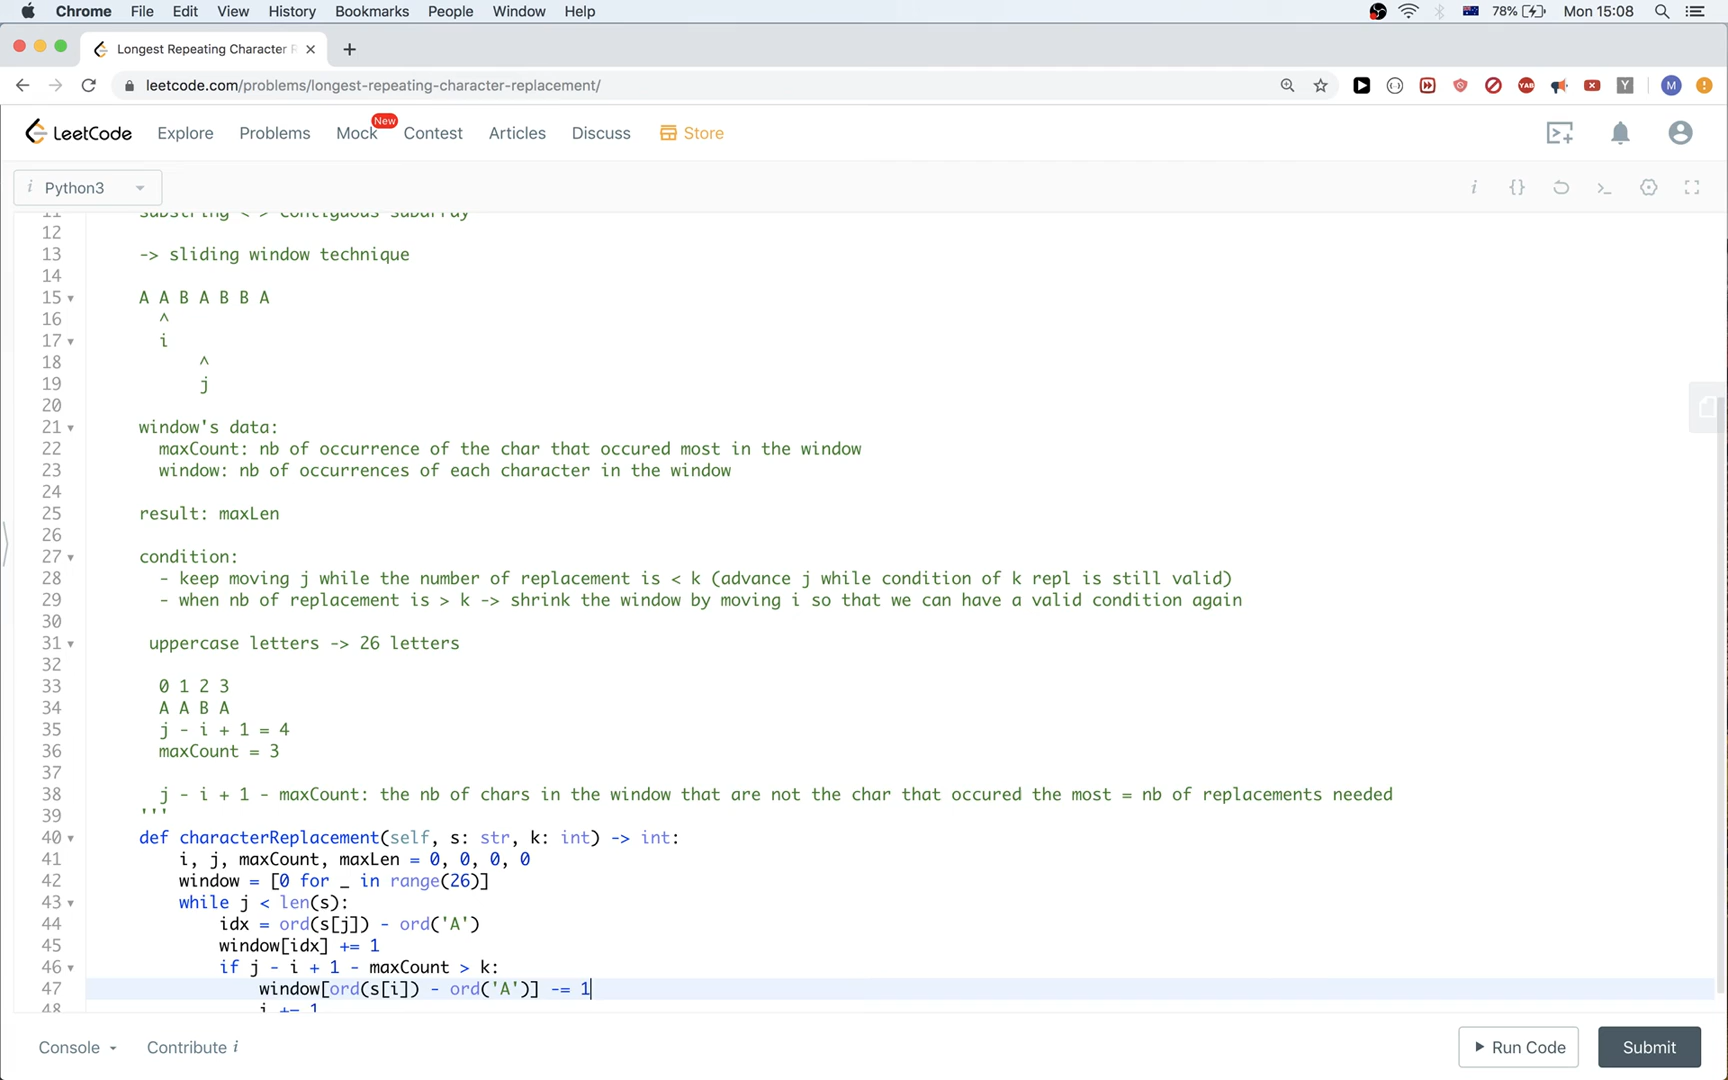 Chrome File Edit View History Bookmarks People Window Help 78% Mon 15:08
Longest Repeating Character R
leetcode.com/problems/longest-repeating-character-replacement/
YAB Y M
LeetCode Explore Problems Mock New Contest Articles Discuss Store
i Python3
11 substring < > contiguous subarray
12
13 -> sliding window technique
14
15 A A B A B B A
16 ^
17 i
18 ^
19 j
20
21 window's data:
22 maxCount: nb of occurrence of the char that occured most in the window
23 window: nb of occurrences of each character in the window
24
25 result: maxLen
26
27 condition:
28 - keep moving j while the number of replacement is < k (advance j while condition of k repl is still valid)
29 - when nb of replacement is > k -> shrink the window by moving i so that we can have a valid condition again
30
31 uppercase letters -> 26 letters
32
33 0 1 2 3
34 A A B A
35 j - i + 1 = 4
36 maxCount = 3
37
38 j - i + 1 - maxCount: the nb of chars in the window that are not the char that occured the most = nb of replacements needed
39 '''
40 def characterReplacement(self, s: str, k: int) -> int:
41 i, j, maxCount, maxLen = 0, 0, 0, 0
42 window = [0 for _ in range(26)]
43 while j < len(s):
44 idx = ord(s[j]) - ord('A')
45 window[idx] += 1
46 if j - i + 1 - maxCount > k:
47 window[ord(s[i]) - ord('A')] -= 1
48 i += 1
Console Contribute i Run Code Submit